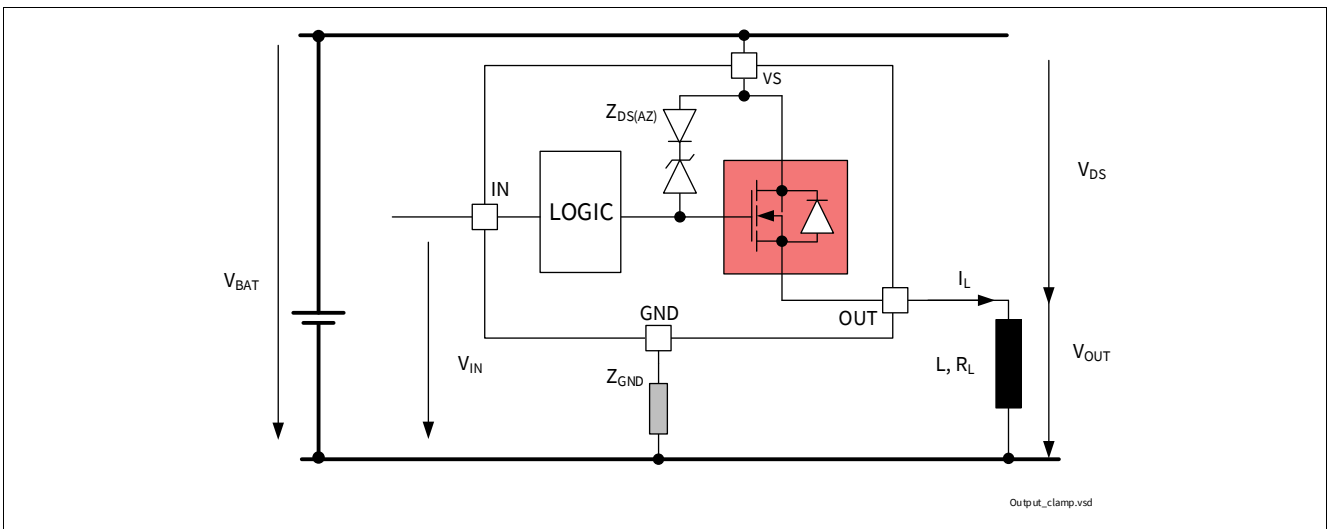 VS
Z_DS(AZ)
V_DS
IN
LOGIC
V_BAT
I_L
GND
OUT
V_IN
Z_GND
L, R_L
V_OUT
Output_clamp.vsd